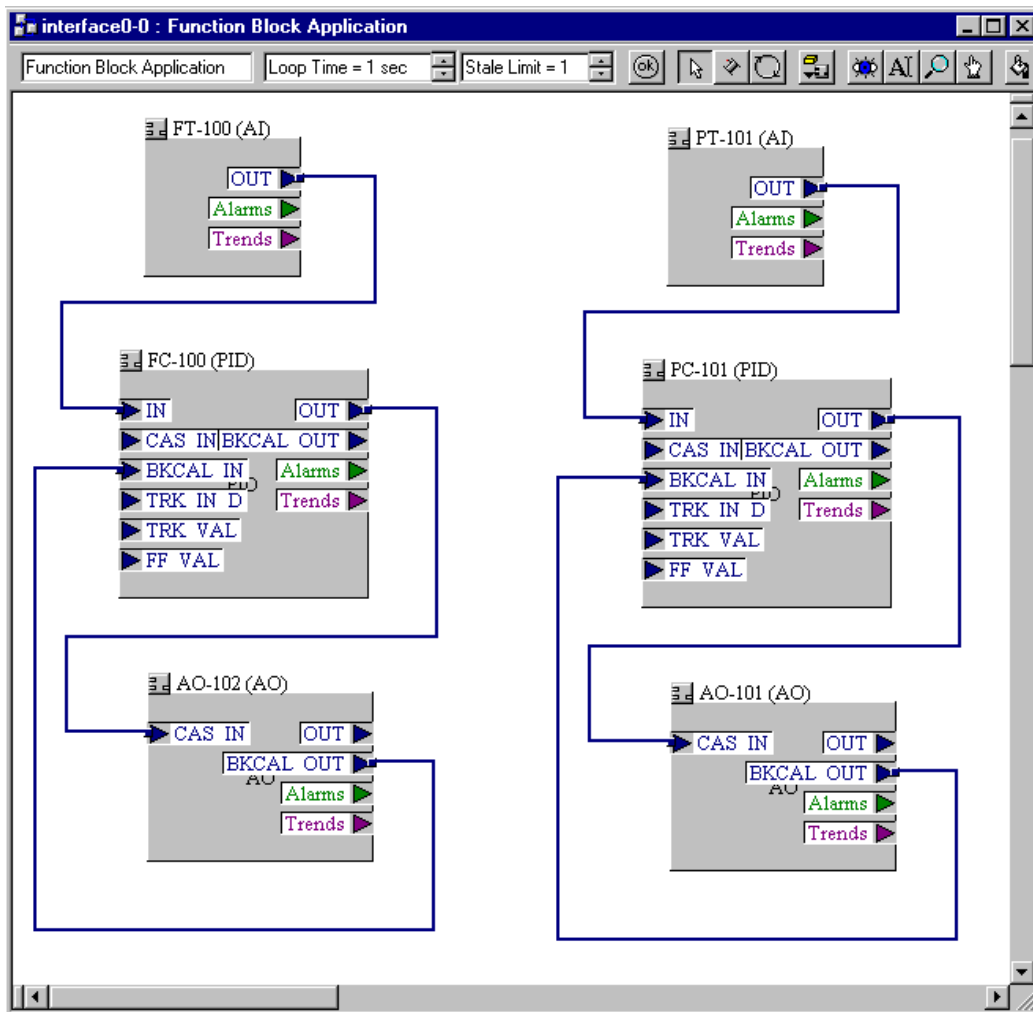 interface0-0 : Function Block Application
Function Block Application Loop Time = 1 sec Stale Limit = 1 OK AI
FT-100 (AI)
OUT
Alarms
Trends
PT-101 (AI)
OUT
Alarms
Trends
FC-100 (PID)
IN OUT
CAS IN BKCAL OUT
BKCAL IN Alarms
PID
TRK IN D Trends
TRK VAL
FF VAL
PC-101 (PID)
IN OUT
CAS IN BKCAL OUT
BKCAL IN Alarms
PID
TRK IN D Trends
TRK VAL
FF VAL
AO-102 (AO)
CAS IN OUT
BKCAL OUT
AO
Alarms
Trends
AO-101 (AO)
CAS IN OUT
BKCAL OUT
AO
Alarms
Trends